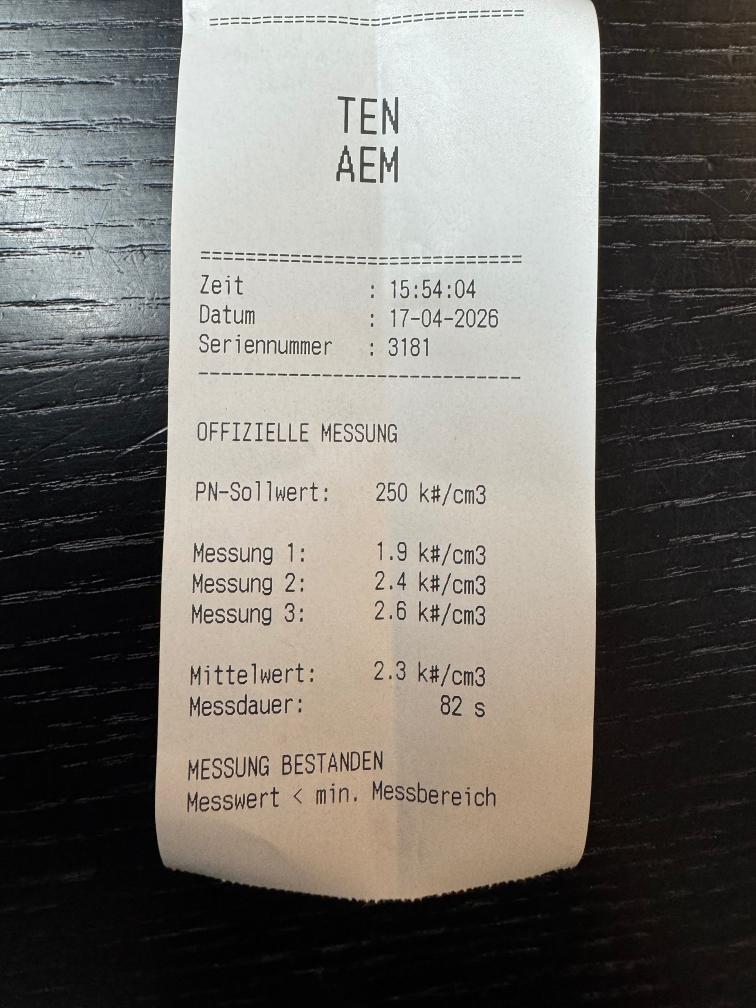 ================================
TEN
AEM
================================
Zeit : 15:54:04
Datum : 17-04-2026
Seriennummer : 3181
--------------------------------
OFFIZIELLE MESSUNG
PN-Sollwert: 250 k#/cm3
Messung 1: 1.9 k#/cm3
Messung 2: 2.4 k#/cm3
Messung 3: 2.6 k#/cm3
Mittelwert: 2.3 k#/cm3
Messdauer: 82 s
MESSUNG BESTANDEN
Messwert < min. Messbereich